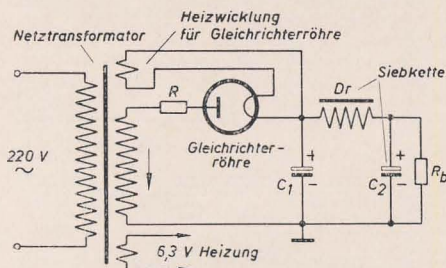 Heizwicklung
für Gleichrichterröhre
Netztransformator
Siebkette
Dr
R
220 V
~
Gleichrichter-
röhre
+
-
C1
+
-
C2
Rb
6,3 V Heizung